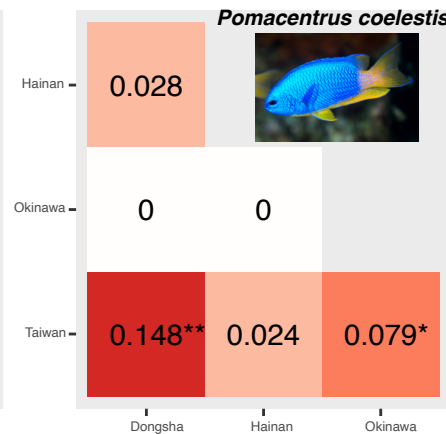 Pomacentrus coelestis
Hainan 0.028
Okinawa 0 0
Taiwan 0.148** 0.024 0.079*
Dongsha Hainan Okinawa